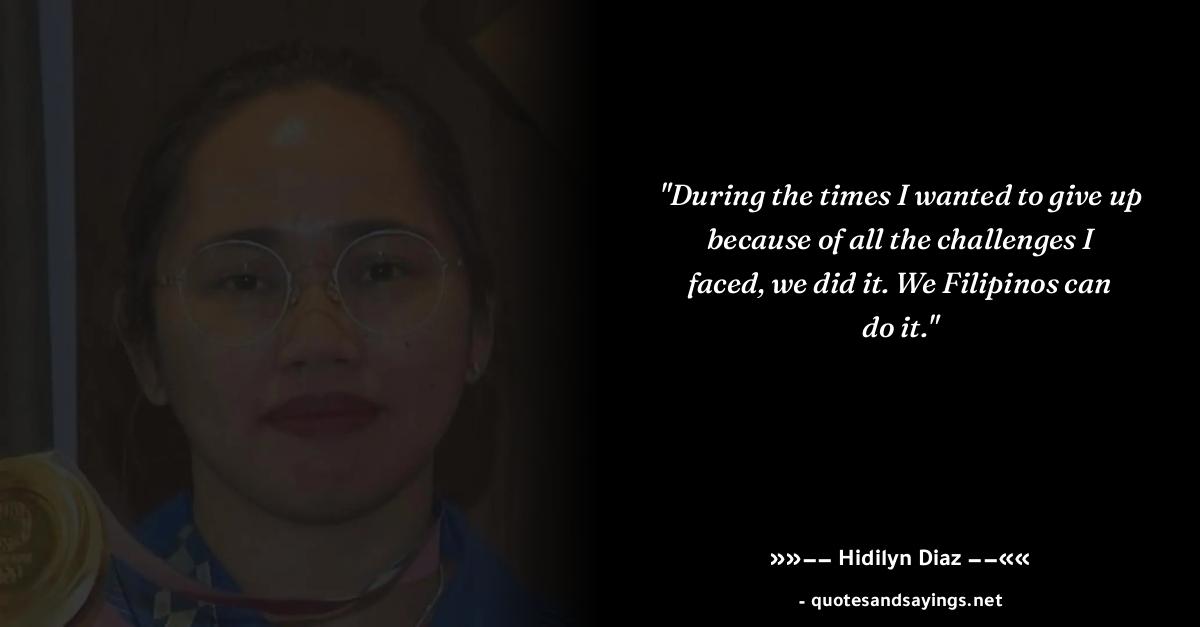 "During the times I wanted to give up
because of all the challenges I
faced, we did it. We Filipinos can
do it."
»»–– Hidilyn Diaz ––««
- quotesandsayings.net